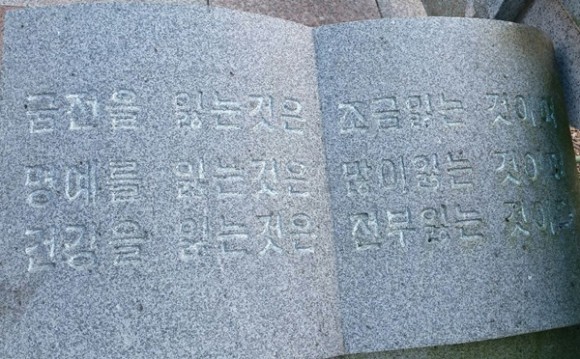 금전을 잃는것은 조금잃는 것이며
명예를 잃는것은 많이잃는 것이며
건강을 잃는것은 전부잃는 것이다